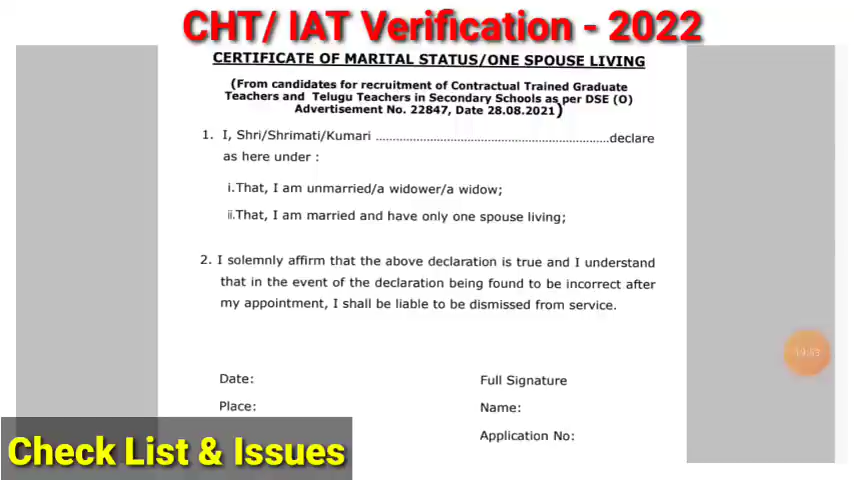 CHT/ IAT Verification - 2022
CERTIFICATE OF MARITAL STATUS/ONE SPOUSE LIVING
(From candidates for recruitment of Contractual Trained Graduate
Teachers and Telugu Teachers in Secondary Schools as per DSE (O)
Advertisement No. 22847, Date 28.08.2021)
1. I, Shri/Shrimati/Kumari ........................................................................declare
as here under :
i.That, I am unmarried/a widower/a widow;
ii.That, I am married and have only one spouse living;
2. I solemnly affirm that the above declaration is true and I understand
that in the event of the declaration being found to be incorrect after
my appointment, I shall be liable to be dismissed from service.
Date:
Full Signature
Place:
Name:
Application No:
Check List & Issues